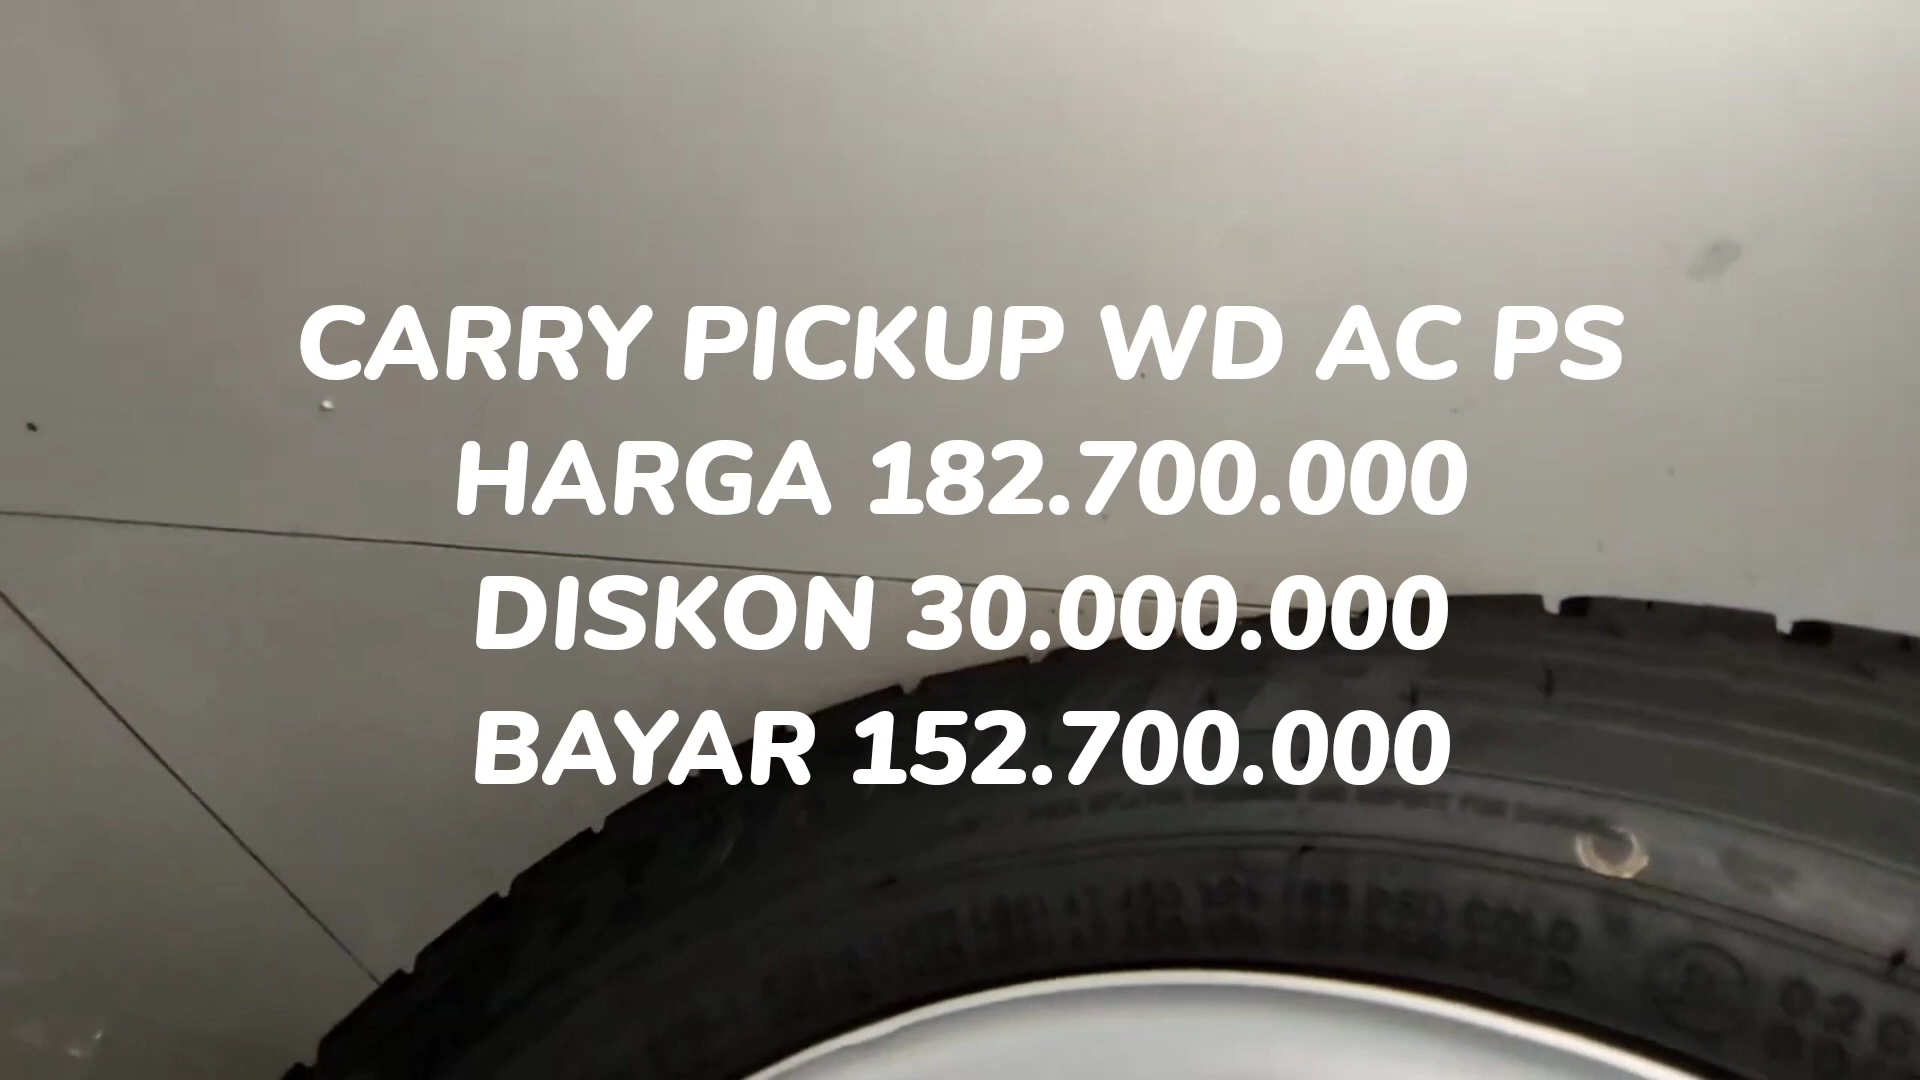 CARRY PICKUP WD AC PS
HARGA 182.700.000
DISKON 30.000.000
BAYAR 152.700.000